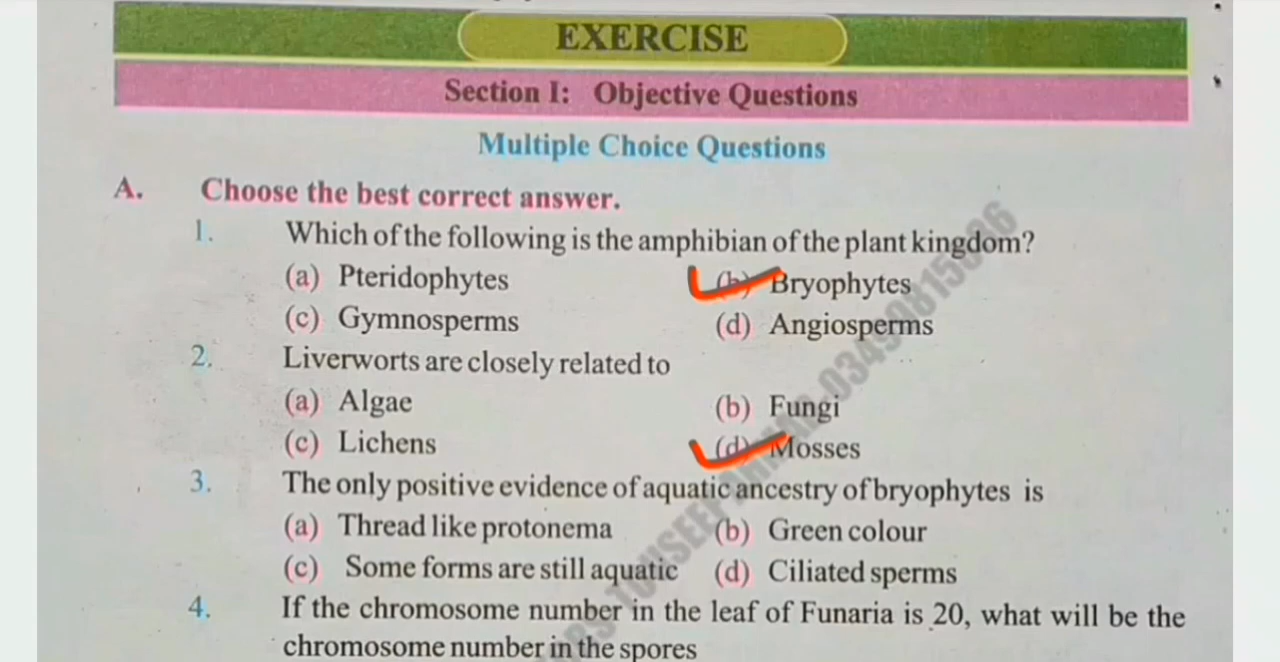 EXERCISE
Section I: Objective Questions
Multiple Choice Questions
A. Choose the best correct answer.
1. Which of the following is the amphibian of the plant kingdom?
(a) Pteridophytes (b) Bryophytes
(c) Gymnosperms (d) Angiosperms
2. Liverworts are closely related to
(a) Algae (b) Fungi
(c) Lichens (d) Mosses
3. The only positive evidence of aquatic ancestry of bryophytes is
(a) Thread like protonema (b) Green colour
(c) Some forms are still aquatic (d) Ciliated sperms
4. If the chromosome number in the leaf of Funaria is 20, what will be the
chromosome number in the spores